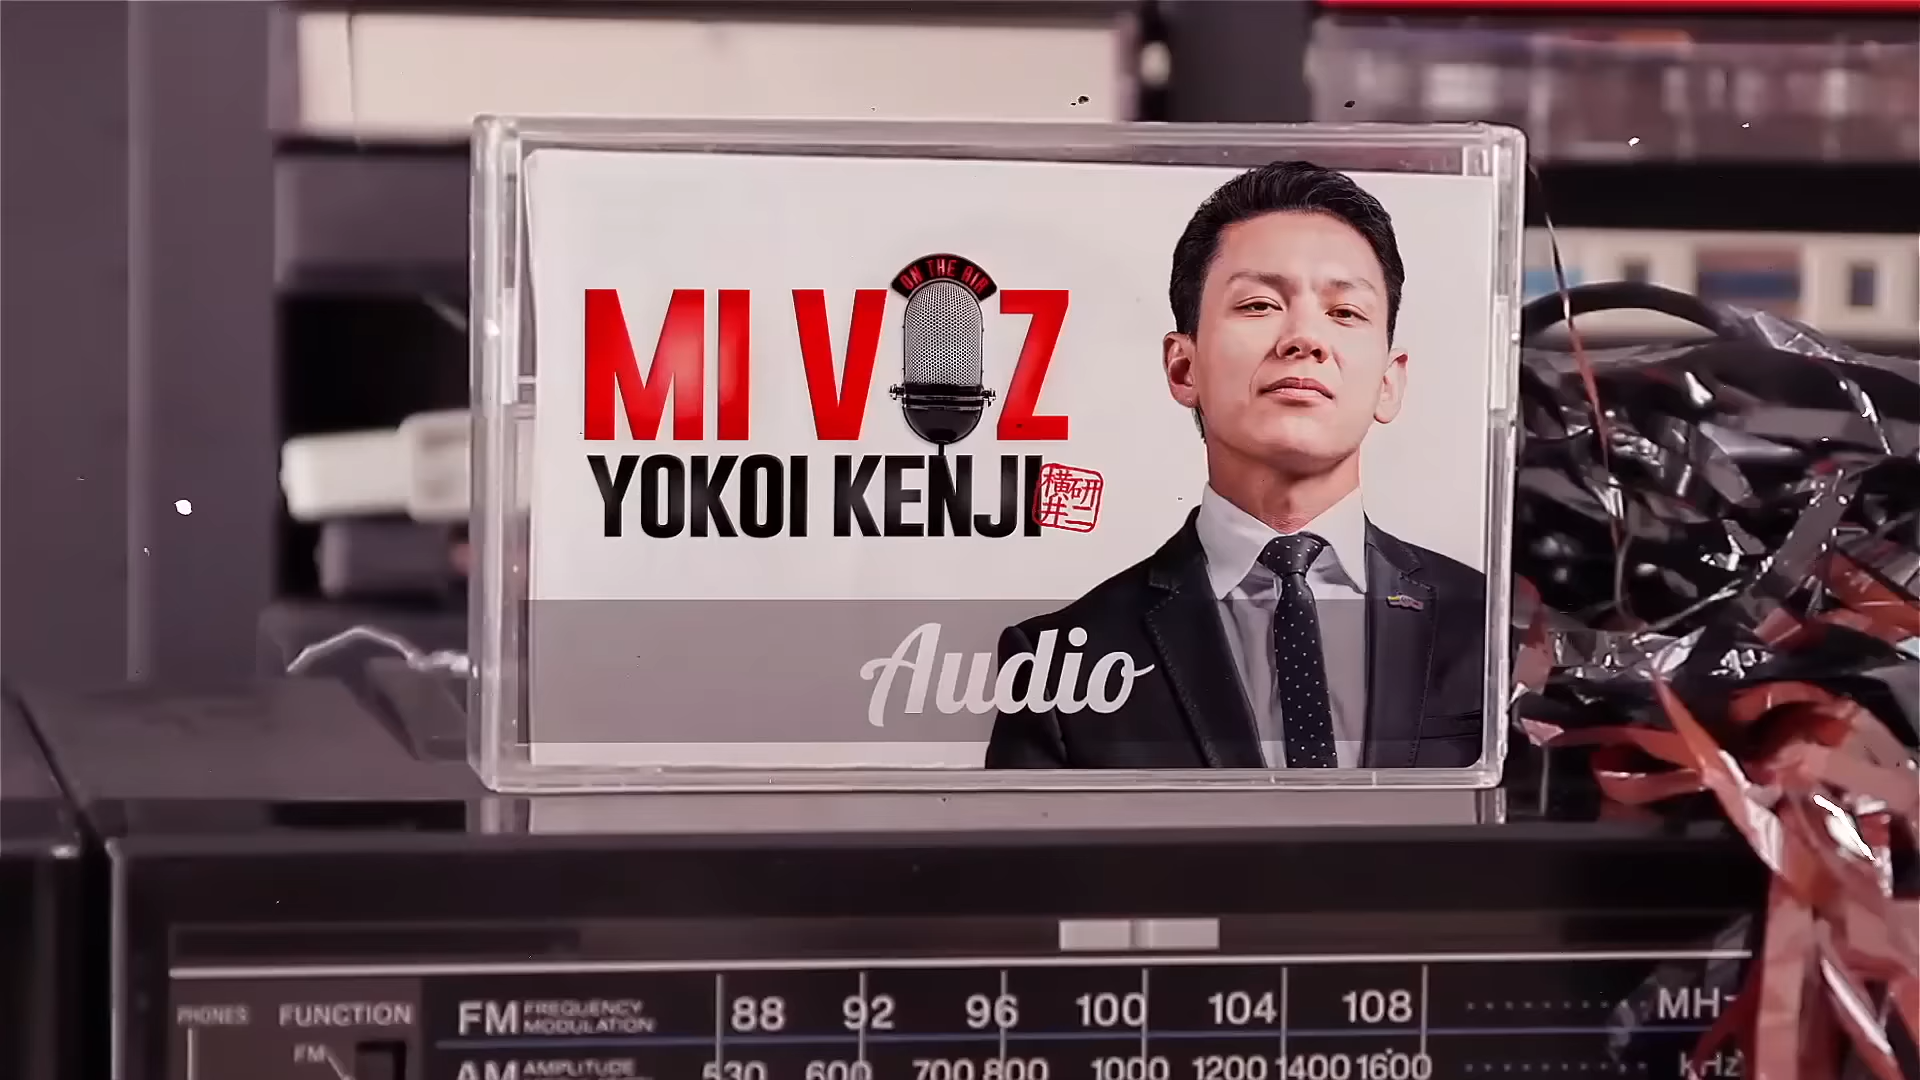 ON THE AIR
MI VOZ
YOKOI KENJI
横研
井二
Audio
PHONES
FUNCTION
FM
FM FREQUENCY MODULATION 88 92 96 100 104 108
AM AMPLITUDE 530 600 700 800 1000 1200 1400 1600 kHz